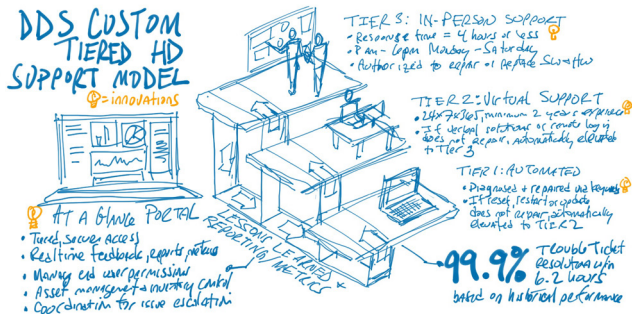 DDS CUSTOM
TIERED HD
SUPPORT MODEL
= innovations
TIER 3: IN-PERSON SUPPORT
• Response time = 4 hours or less
• 8am-6pm Monday-Saturday
• Authorized to repair or replace SW+HW
TIER 2: VIRTUAL SUPPORT
• 24x7x365, minimum 2 years experience
• If verbal solutions or remote log in
does not repair, automatically elevated
to Tier 3
TIER 1: AUTOMATED
• Diagnosed + repaired via
• If reset, restart or update
does not repair, automatically
elevated to TIER 2
AT A GLANCE PORTAL
• Tiered, secure access
• Realtime feedback, reports, metrics
• Manage end user permissions
• Asset management + inventory control
• Coordination for issue escalation
LESSONS LEARNED
REPORTING/METRICS
99.9%
TROUBLE TICKET
RESOLUTION w/in
6.2 HOURS
based on historical performance